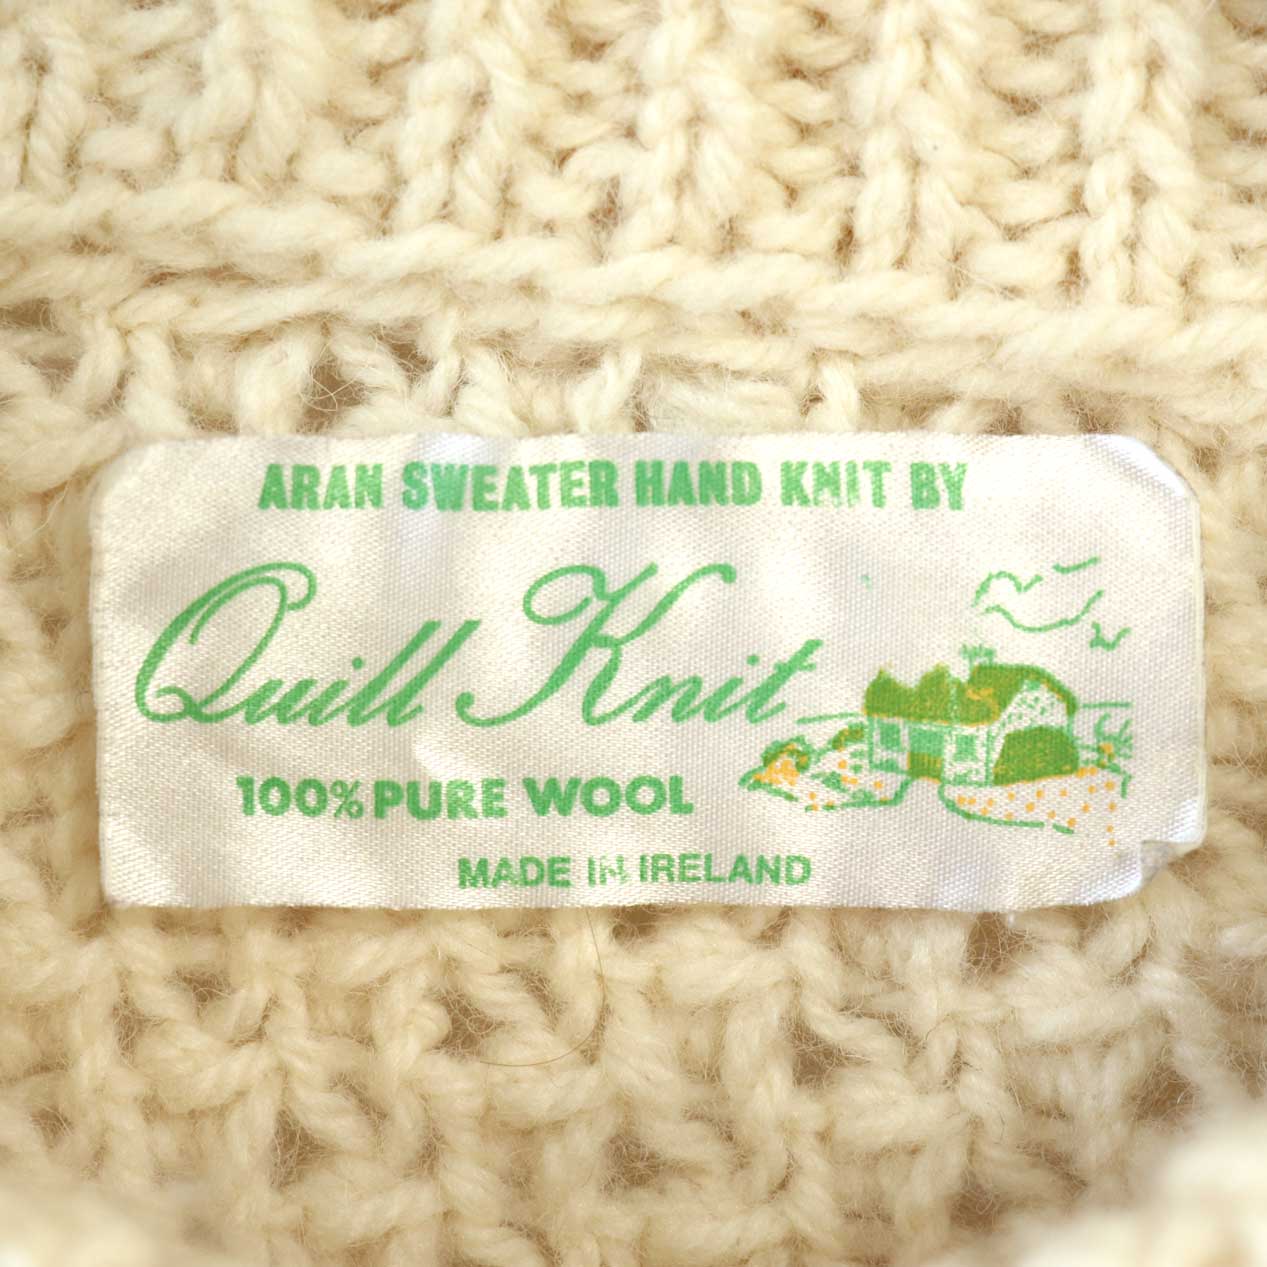 ARAN SWEATER HAND KNIT BY
Quill Knit
100% PURE WOOL
MADE IN IRELAND